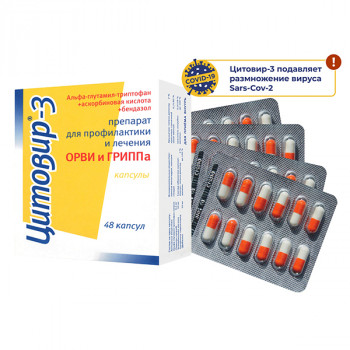 COVID-19
Цитовир-3 подавляет
размножение вируса
Sars-Cov-2
!
Альфа-глутамил-триптофан
+аскорбиновая кислота
+бендазол
Цитовир®-3
препарат
для профилактики
и лечения
ОРВИ и ГРИППа
капсулы
48 капсул